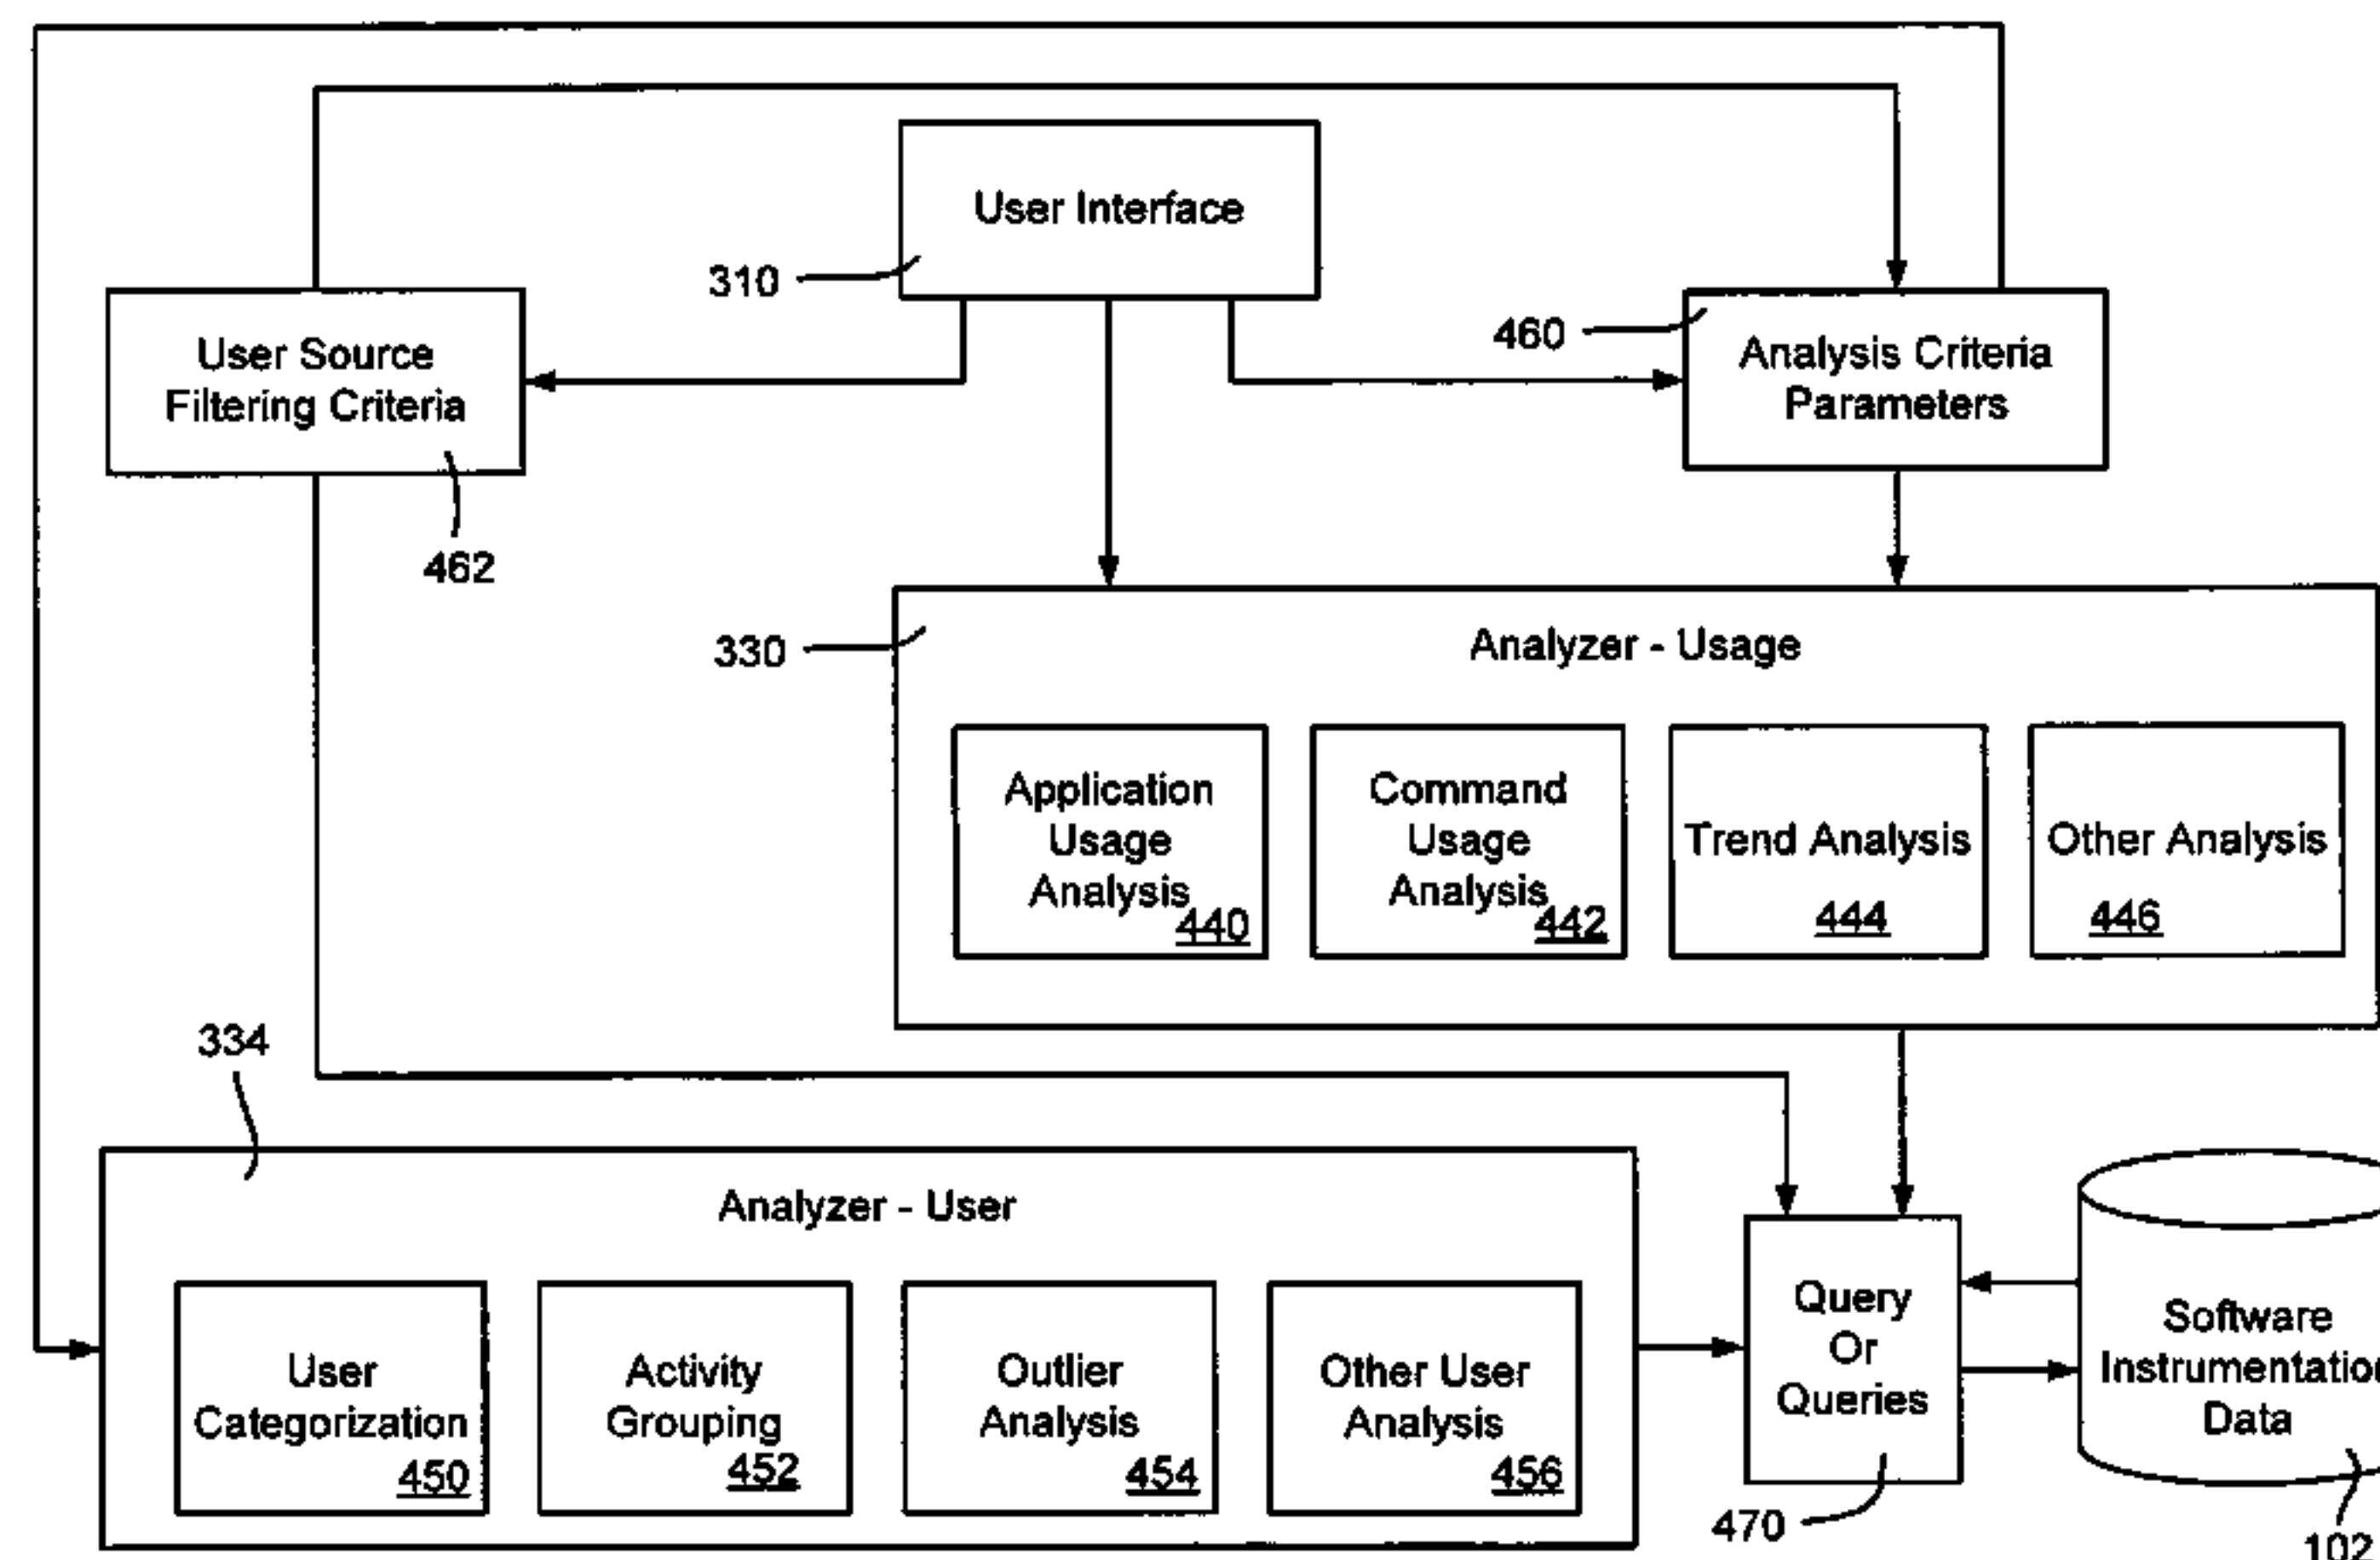 User Interface
310
User Source
Filtering Criteria
462
460
Analysis Criteria
Parameters
330
Analyzer - Usage
Application
Usage
Analysis
440
Command
Usage
Analysis
442
Trend Analysis
444
Other Analysis
446
334
Analyzer - User
User
Categorization
450
Activity
Grouping
452
Outlier
Analysis
454
Other User
Analysis
456
Query
Or
Queries
470
Software
Instrumentation
Data
102